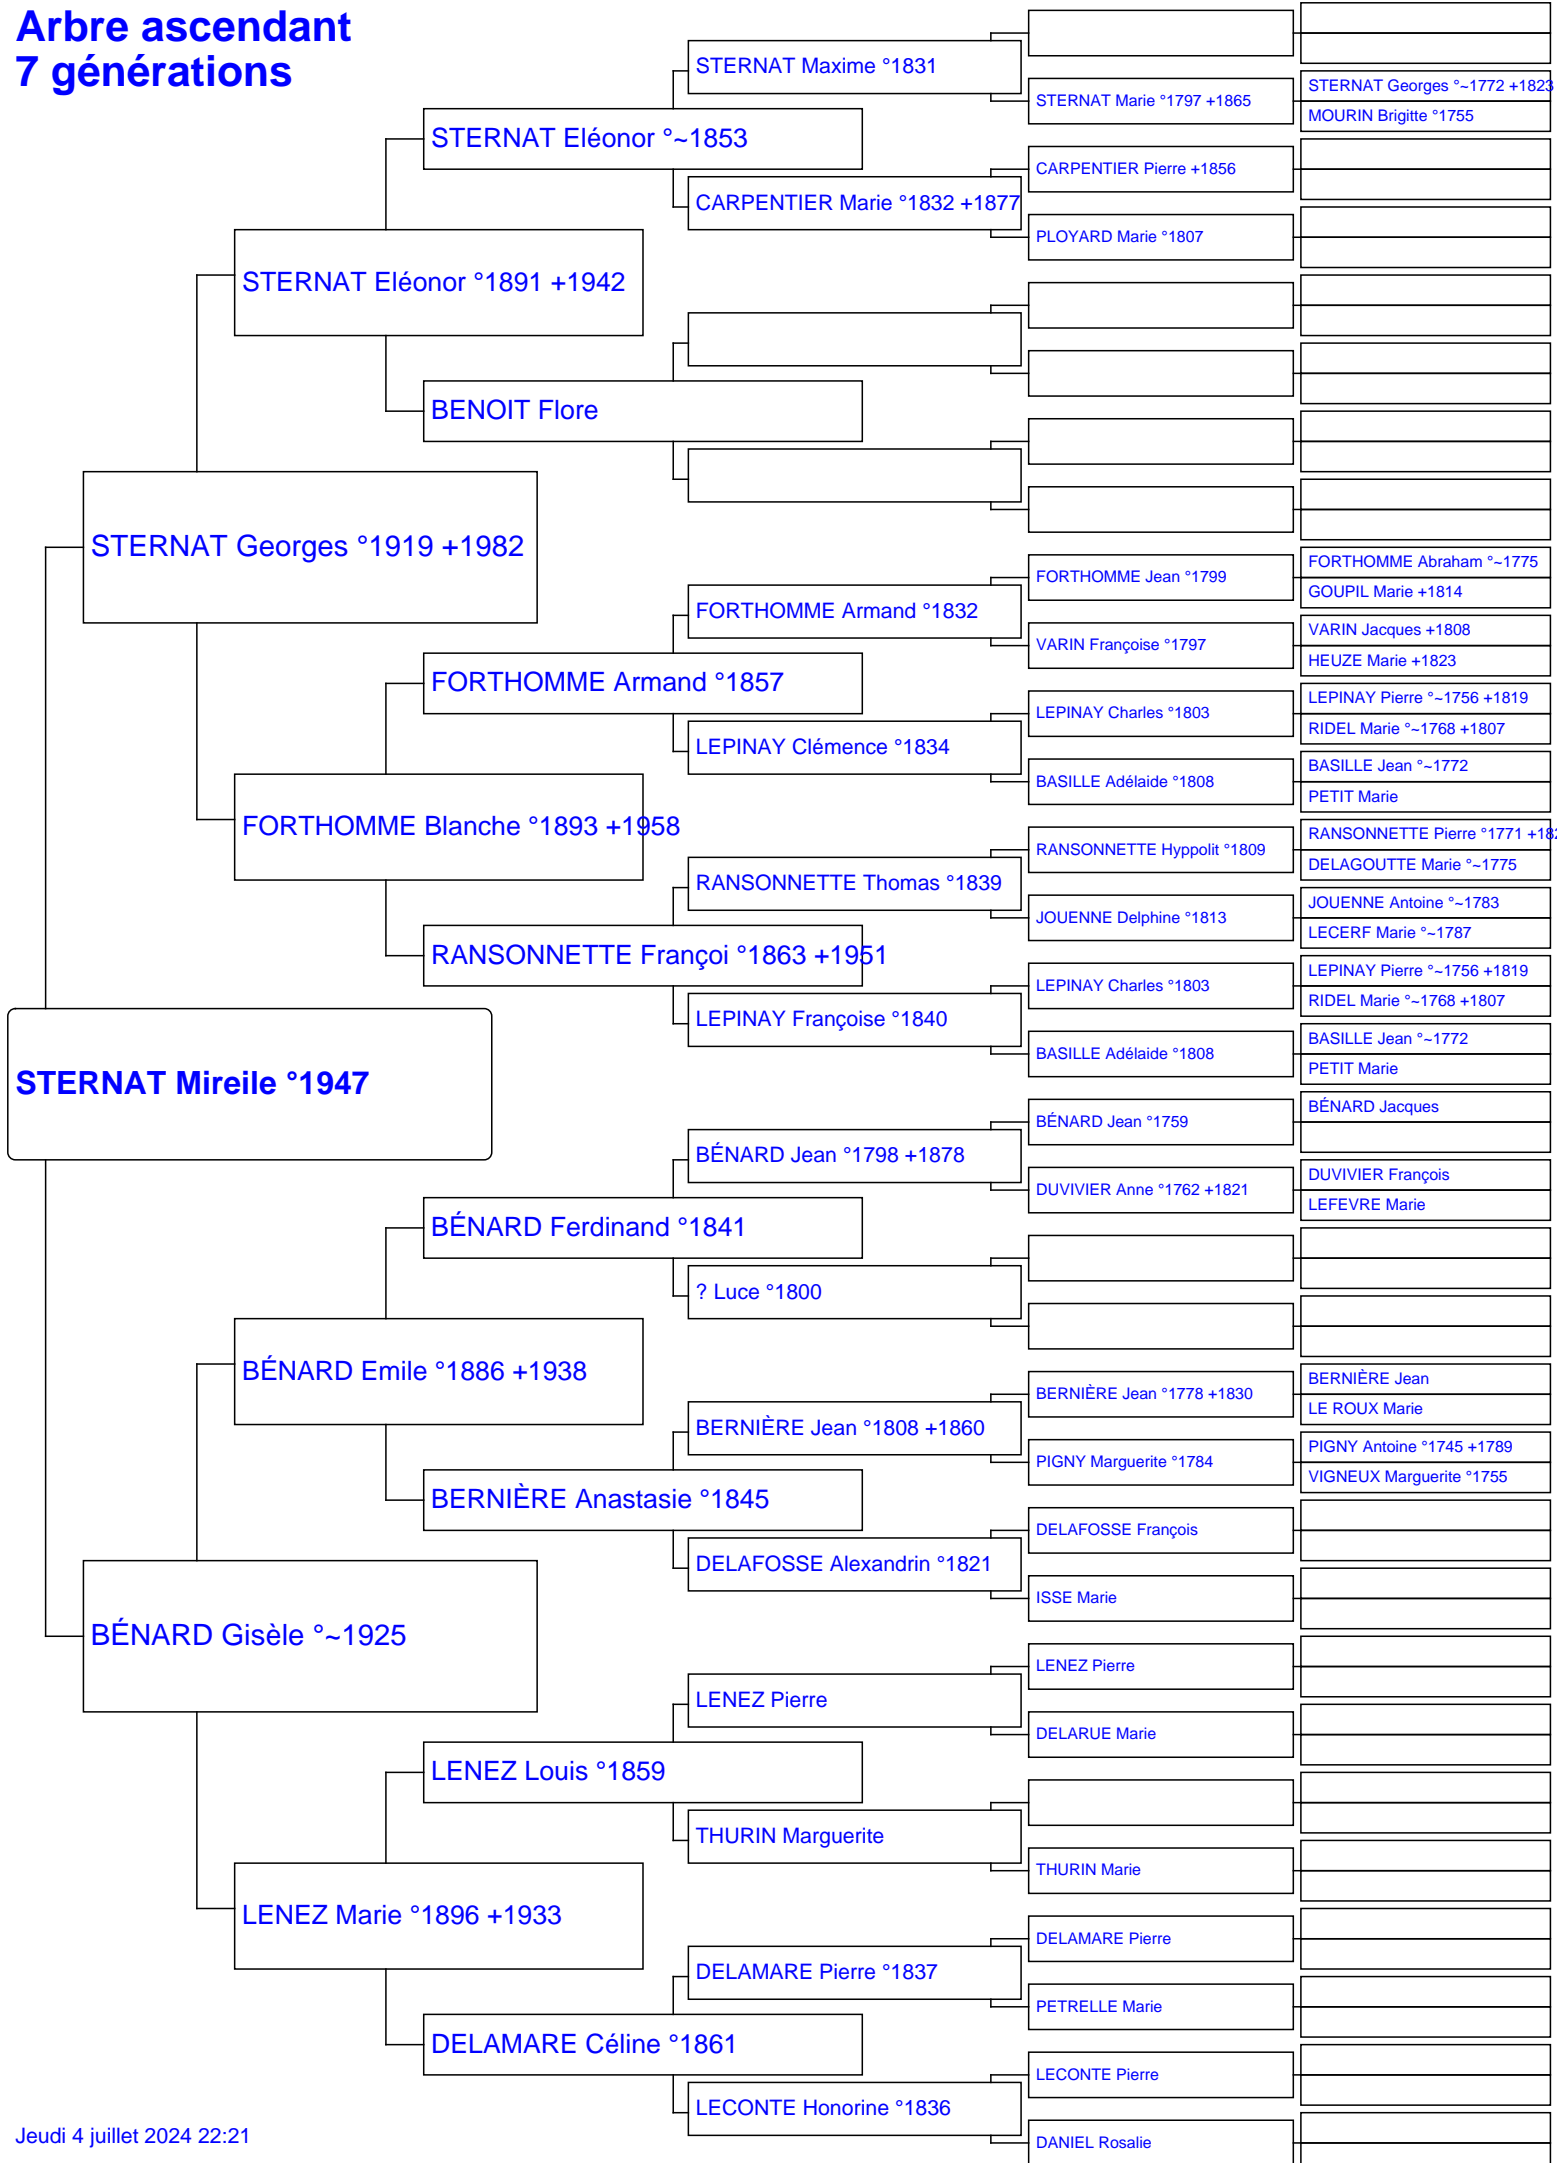 Arbre ascendant
7 générations
STERNAT Mireile °1947
STERNAT Georges °1919 +1982
BÉNARD Gisèle °~1925
STERNAT Eléonor °1891 +1942
FORTHOMME Blanche °1893 +1958
BÉNARD Emile °1886 +1938
LENEZ Marie °1896 +1933
STERNAT Eléonor °~1853
BENOIT Flore
FORTHOMME Armand °1857
RANSONNETTE Françoi °1863 +1951
BÉNARD Ferdinand °1841
BERNIÈRE Anastasie °1845
LENEZ Louis °1859
DELAMARE Céline °1861
STERNAT Maxime °1831
CARPENTIER Marie °1832 +1877
FORTHOMME Armand °1832
LEPINAY Clémence °1834
RANSONNETTE Thomas °1839
LEPINAY Françoise °1840
BÉNARD Jean °1798 +1878
? Luce °1800
BERNIÈRE Jean °1808 +1860
DELAFOSSE Alexandrin °1821
LENEZ Pierre
THURIN Marguerite
DELAMARE Pierre °1837
LECONTE Honorine °1836
STERNAT Marie °1797 +1865
CARPENTIER Pierre +1856
PLOYARD Marie °1807
FORTHOMME Jean °1799
VARIN Françoise °1797
LEPINAY Charles °1803
BASILLE Adélaide °1808
RANSONNETTE Hyppolit °1809
JOUENNE Delphine °1813
LEPINAY Charles °1803
BASILLE Adélaide °1808
BÉNARD Jean °1759
DUVIVIER Anne °1762 +1821
BERNIÈRE Jean °1778 +1830
PIGNY Marguerite °1784
DELAFOSSE François
ISSE Marie
LENEZ Pierre
DELARUE Marie
THURIN Marie
DELAMARE Pierre
PETRELLE Marie
LECONTE Pierre
DANIEL Rosalie
STERNAT Georges °~1772 +1823
MOURIN Brigitte °1755
FORTHOMME Abraham °~1775
GOUPIL Marie +1814
VARIN Jacques +1808
HEUZE Marie +1823
LEPINAY Pierre °~1756 +1819
RIDEL Marie °~1768 +1807
BASILLE Jean °~1772
PETIT Marie
RANSONNETTE Pierre °1771
DELAGOUTTE Marie °~1775
JOUENNE Antoine °~1783
LECERF Marie °~1787
LEPINAY Pierre °~1756 +1819
RIDEL Marie °~1768 +1807
BASILLE Jean °~1772
PETIT Marie
BÉNARD Jacques
DUVIVIER François
LEFEVRE Marie
BERNIÈRE Jean
LE ROUX Marie
PIGNY Antoine °1745 +1789
VIGNEUX Marguerite °1755
Jeudi 4 juillet 2024 22:21